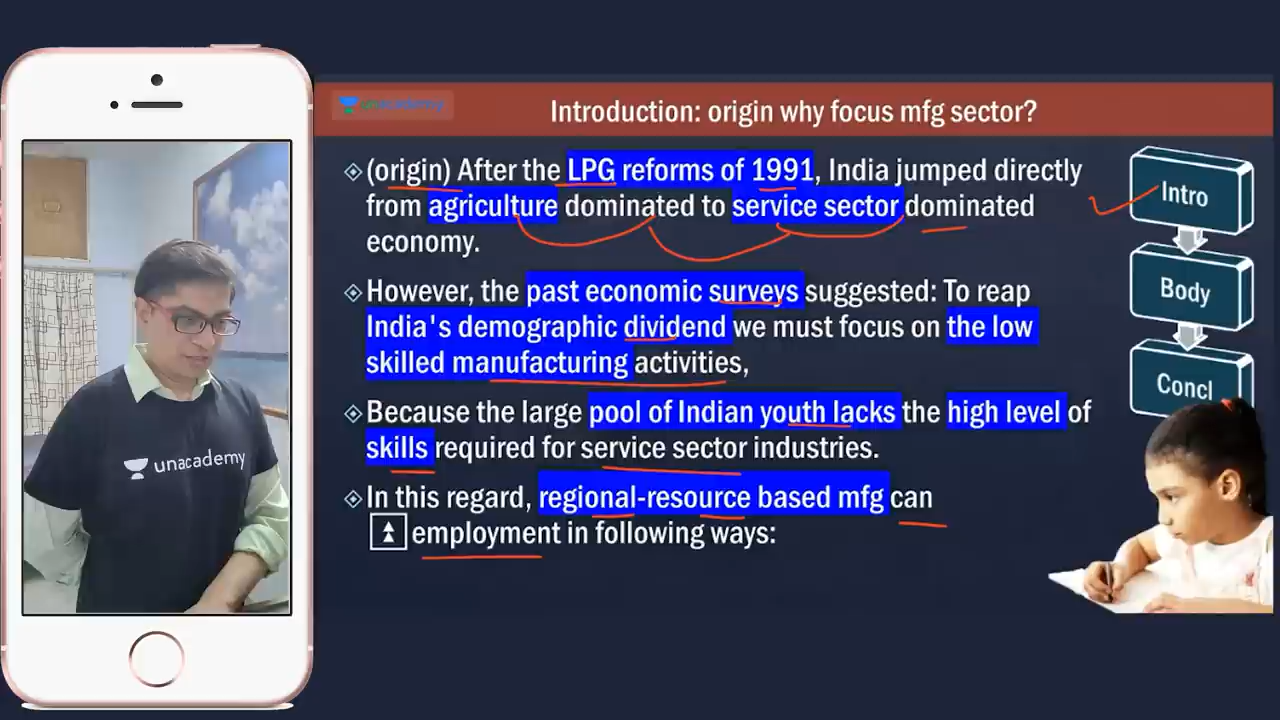 unacademy
Introduction: origin why focus mfg sector?
(origin) After the LPG reforms of 1991, India jumped directly
from agriculture dominated to service sector dominated
economy.
However, the past economic surveys suggested: To reap
India's demographic dividend we must focus on the low
skilled manufacturing activities,
Because the large pool of Indian youth lacks the high level of
skills required for service sector industries.
In this regard, regional-resource based mfg can
employment in following ways:
Intro
Body
Concl
unacademy